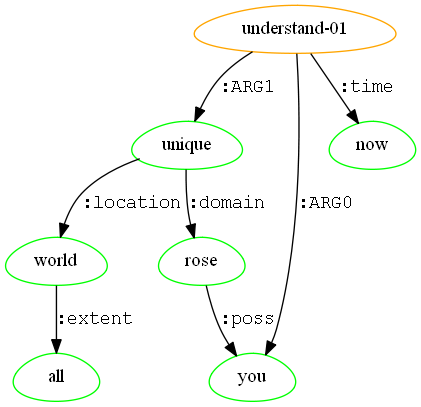 understand-01
:ARG1 :time
unique now
:location :domain :ARG0
world rose
:extent :poss
all you